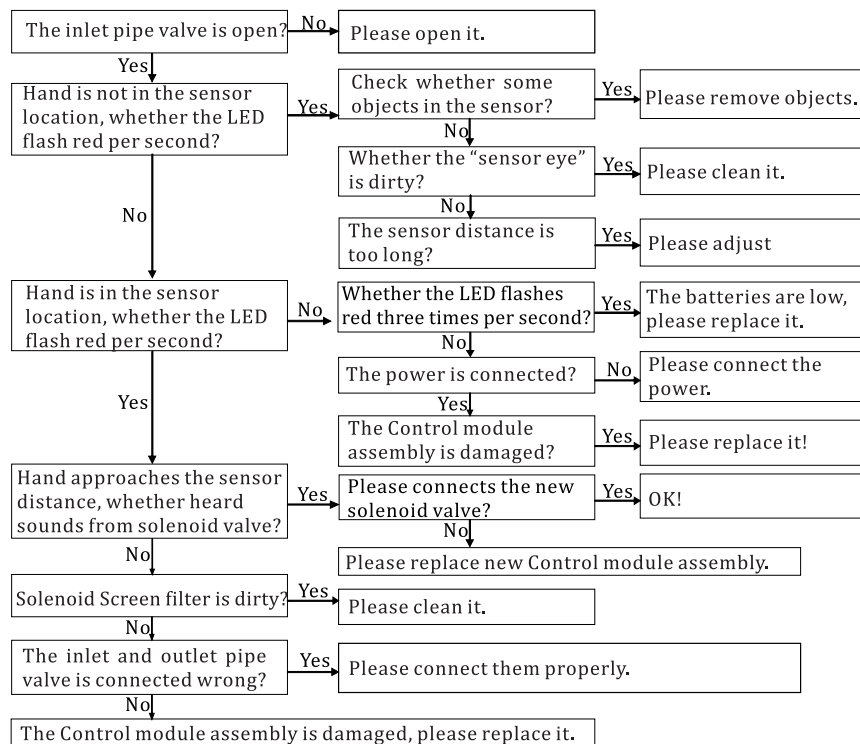 The inlet pipe valve is open?
No
Please open it.
Yes
Hand is not in the sensor
location, whether the LED
flash red per second?
Yes
Check whether some
objects in the sensor?
Yes
Please remove objects.
No
Whether the “sensor eye”
is dirty?
Yes
Please clean it.
No
The sensor distance is
too long?
Yes
Please adjust
No
Hand is in the sensor
location, whether the LED
flash red per second?
No
Whether the LED flashes
red three times per second?
Yes
The batteries are low,
please replace it.
No
The power is connected?
No
Please connect the
power.
Yes
The Control module
assembly is damaged?
Yes
Please replace it!
Yes
Hand approaches the sensor
distance, whether heard
sounds from solenoid valve?
Yes
Please connects the new
solenoid valve?
Yes
OK!
No
Please replace new Control module assembly.
No
Solenoid Screen filter is dirty?
Yes
Please clean it.
No
The inlet and outlet pipe
valve is connected wrong?
Yes
Please connect them properly.
No
The Control module assembly is damaged, please replace it.